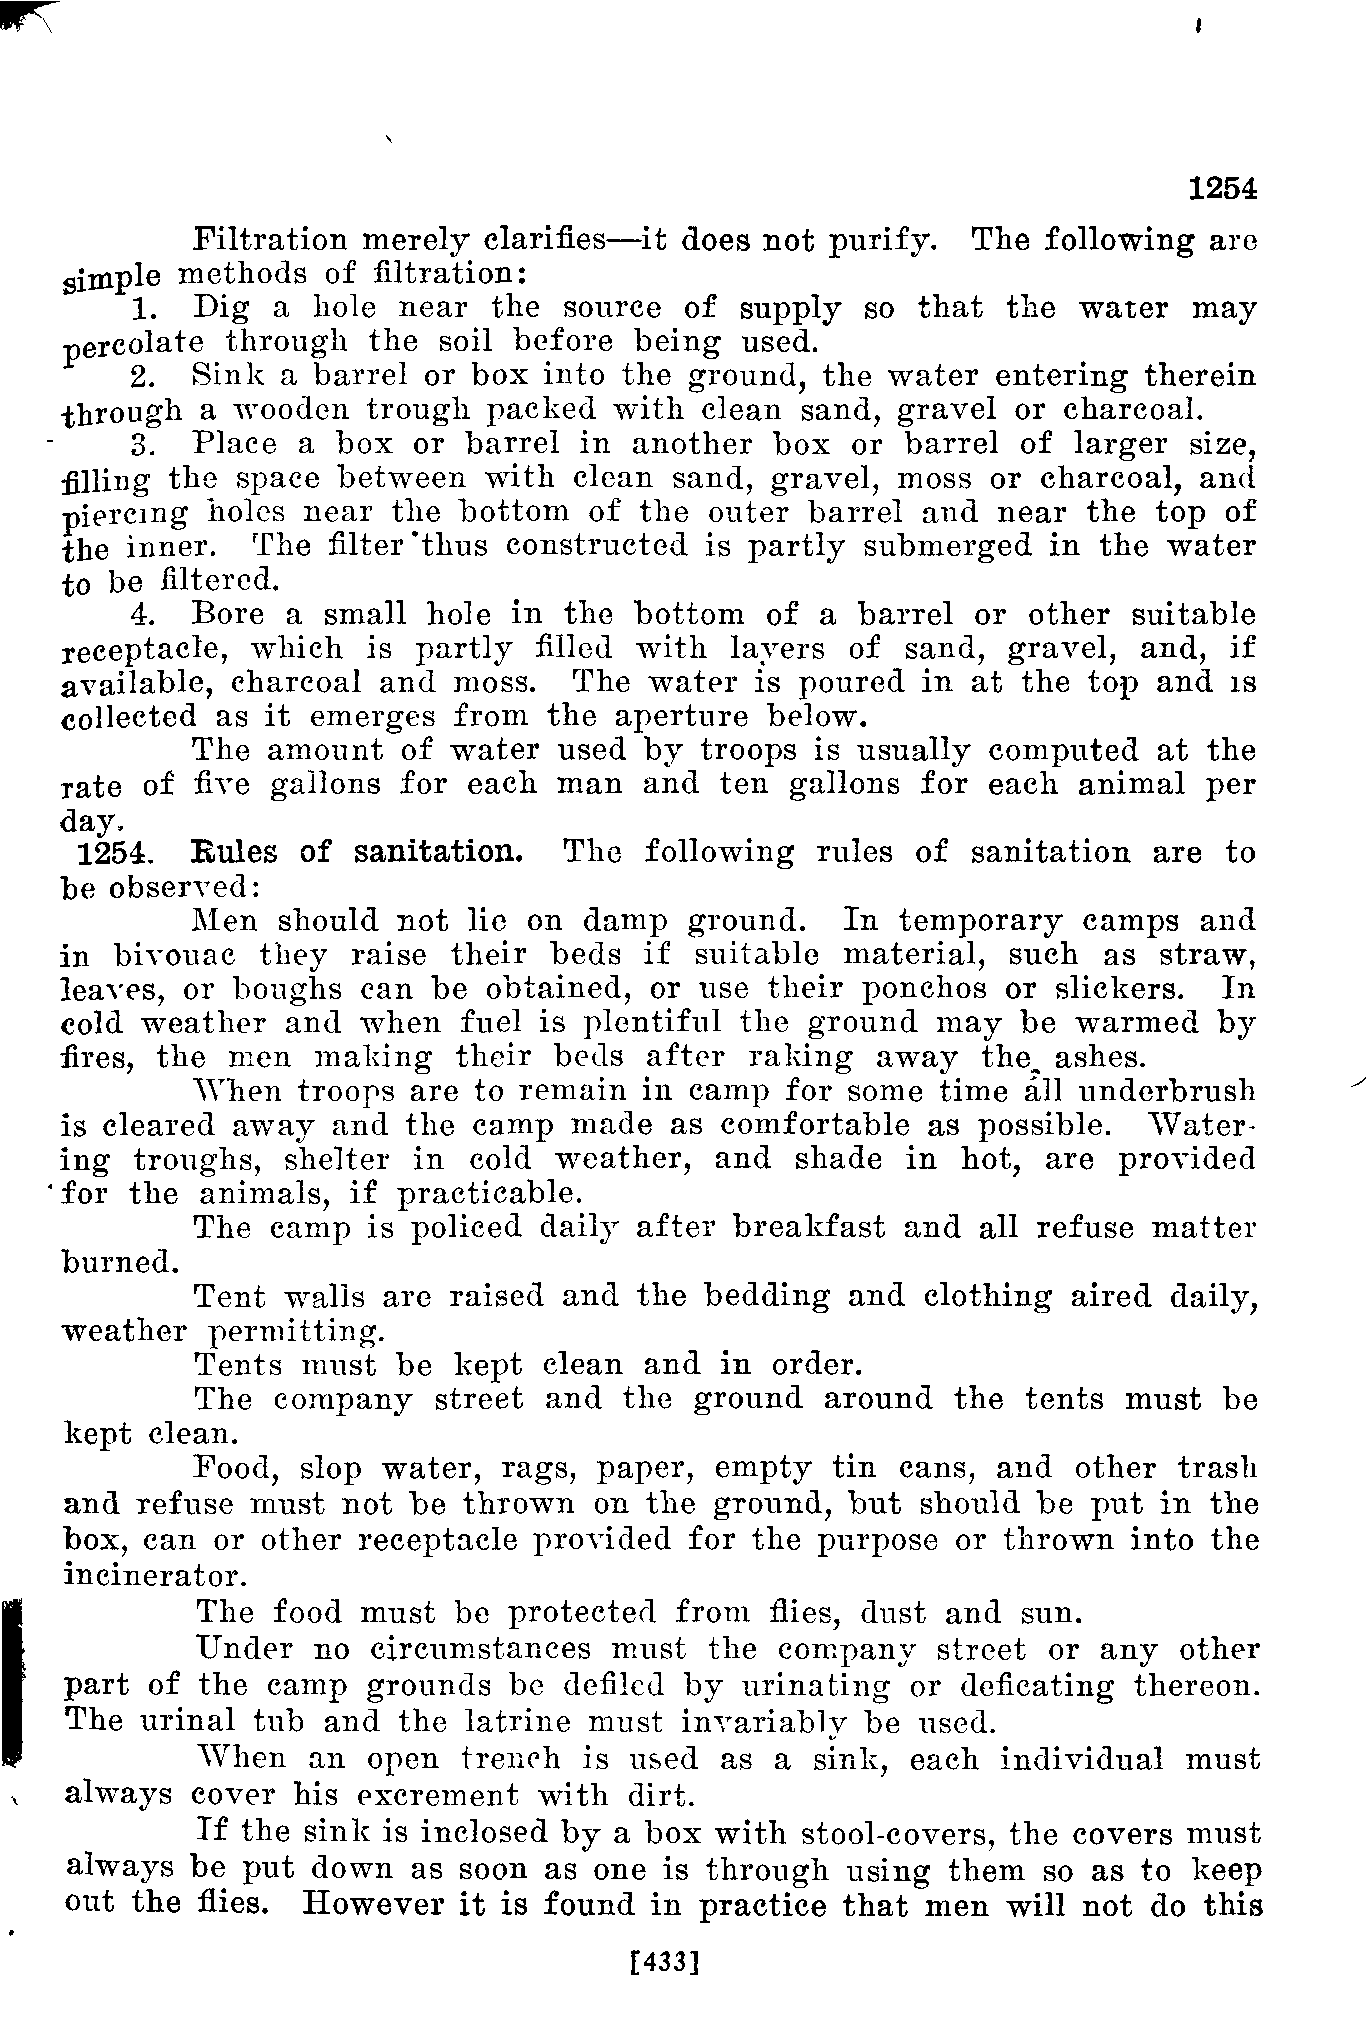 1254
Filtration merely clarifies—it does not purify. The following are
simple methods of filtration:
1. Dig a hole near the source of supply so that the water may
percolate through the soil before being used.
2. Sink a barrel or box into the ground, the water entering therein
through a wooden trough packed with clean sand, gravel or charcoal.
3. Place a box or barrel in another box or barrel of larger size,
filling the space between with clean sand, gravel, moss or charcoal, and
piercing holes near the bottom of the outer barrel and near the top of
the inner. The filter thus constructed is partly submerged in the water
to be filtered.
4. Bore a small hole in the bottom of a barrel or other suitable
receptacle, which is partly filled with layers of sand, gravel, and, if
available, charcoal and moss. The water is poured in at the top and is
collected as it emerges from the aperture below.
The amount of water used by troops is usually computed at the
rate of five gallons for each man and ten gallons for each animal per
day.
1254. Rules of sanitation. The following rules of sanitation are to
be observed:
Men should not lie on damp ground. In temporary camps and
in bivouac they raise their beds if suitable material, such as straw,
leaves, or boughs can be obtained, or use their ponchos or slickers. In
cold weather and when fuel is plentiful the ground may be warmed by
fires, the men making their beds after raking away the ashes.
When troops are to remain in camp for some time all underbrush
is cleared away and the camp made as comfortable as possible. Water-
ing troughs, shelter in cold weather, and shade in hot, are provided
for the animals, if practicable.
The camp is policed daily after breakfast and all refuse matter
burned.
Tent walls are raised and the bedding and clothing aired daily,
weather permitting.
Tents must be kept clean and in order.
The company street and the ground around the tents must be
kept clean.
Food, slop water, rags, paper, empty tin cans, and other trash
and refuse must not be thrown on the ground, but should be put in the
box, can or other receptacle provided for the purpose or thrown into the
incinerator.
The food must be protected from flies, dust and sun.
Under no circumstances must the company street or any other
part of the camp grounds be defiled by urinating or deficating thereon.
The urinal tub and the latrine must invariably be used.
When an open trench is used as a sink, each individual must
always cover his excrement with dirt.
If the sink is inclosed by a box with stool-covers, the covers must
always be put down as soon as one is through using them so as to keep
out the flies. However it is found in practice that men will not do this
[433]